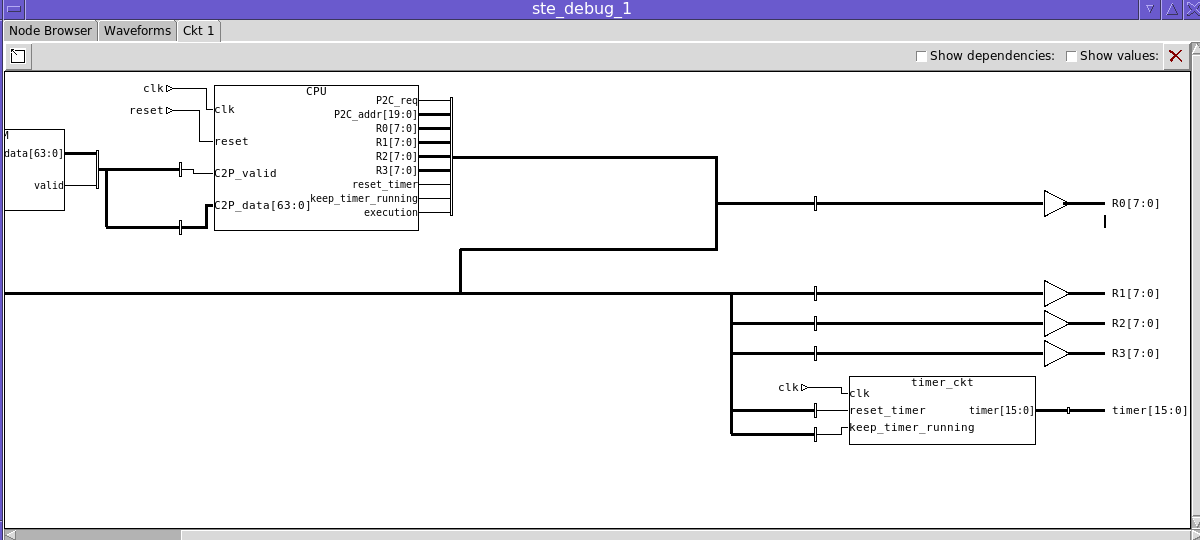 ste_debug_1
Node Browser Waveforms Ckt 1
Show dependencies: Show values:
CPU
clk
reset
clk
reset
C2P_valid
C2P_data[63:0]
P2C_req
P2C_addr[19:0]
R0[7:0]
R1[7:0]
R2[7:0]
R3[7:0]
reset_timer
keep_timer_running
execution
M
data[63:0]
valid
R0[7:0]
R1[7:0]
R2[7:0]
R3[7:0]
timer_ckt
clk
clk
reset_timer
keep_timer_running
timer[15:0]
timer[15:0]